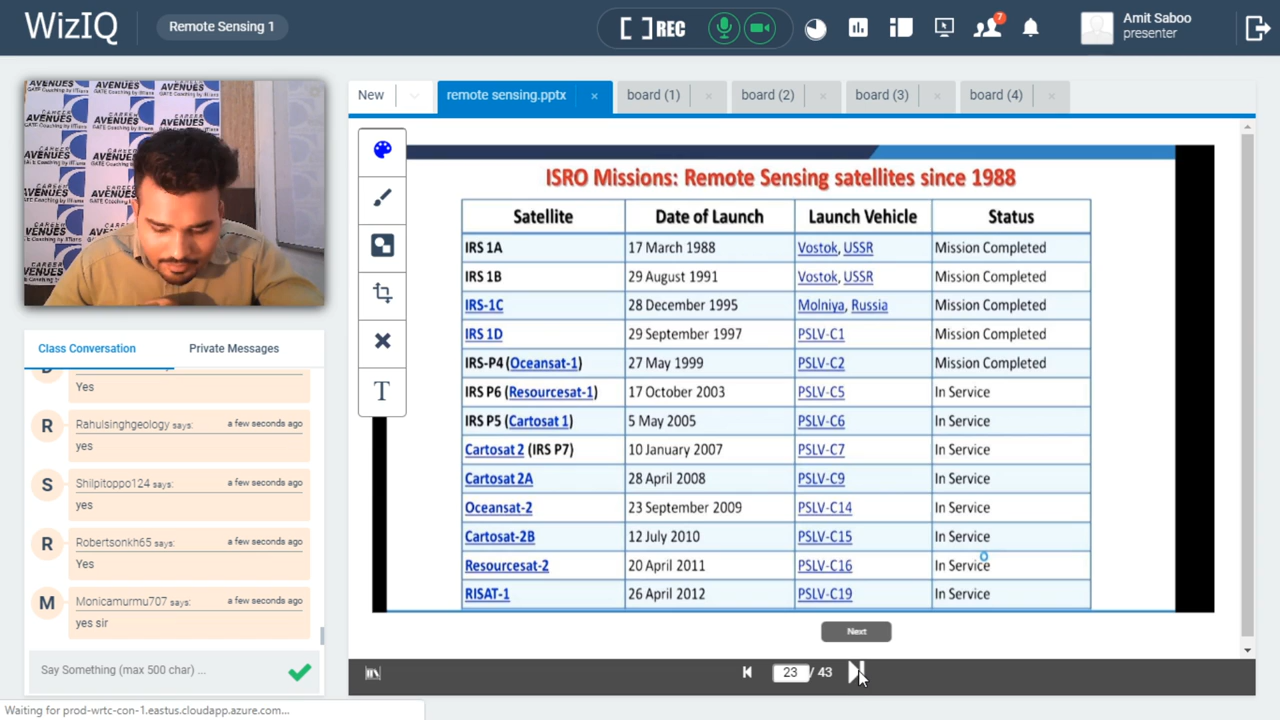 WizIQ Remote Sensing 1 REC 7 Amit Saboo
presenter
AVENUES AVENUES AVENUES
GATE Coaching by IITians
CAREER
AVENUES
New remote sensing.pptx × board (1) × board (2) × board (3) × board (4) ×
Class Conversation Private Messages
Yes
R Rahulsinghgeology says: a few seconds ago
yes
S Shilpitoppo124 says: a few seconds ago
yes
R Robertsonkh65 says: a few seconds ago
Yes
M Monicamurmu707 says: a few seconds ago
yes sir
Say Something (max 500 char) ...
Waiting for prod-wrtc-con-1.eastus.cloudapp.azure.com...
T
ISRO Missions: Remote Sensing satellites since 1988
Satellite Date of Launch Launch Vehicle Status
IRS 1A 17 March 1988 Vostok, USSR Mission Completed
IRS 1B 29 August 1991 Vostok, USSR Mission Completed
IRS-1C 28 December 1995 Molniya, Russia Mission Completed
IRS 1D 29 September 1997 PSLV-C1 Mission Completed
IRS-P4 (Oceansat-1) 27 May 1999 PSLV-C2 Mission Completed
IRS P6 (Resourcesat-1) 17 October 2003 PSLV-C5 In Service
IRS P5 (Cartosat 1) 5 May 2005 PSLV-C6 In Service
Cartosat 2 (IRS P7) 10 January 2007 PSLV-C7 In Service
Cartosat 2A 28 April 2008 PSLV-C9 In Service
Oceansat-2 23 September 2009 PSLV-C14 In Service
Cartosat-2B 12 July 2010 PSLV-C15 In Service
Resourcesat-2 20 April 2011 PSLV-C16 In Service
RISAT-1 26 April 2012 PSLV-C19 In Service
Next
23 / 43